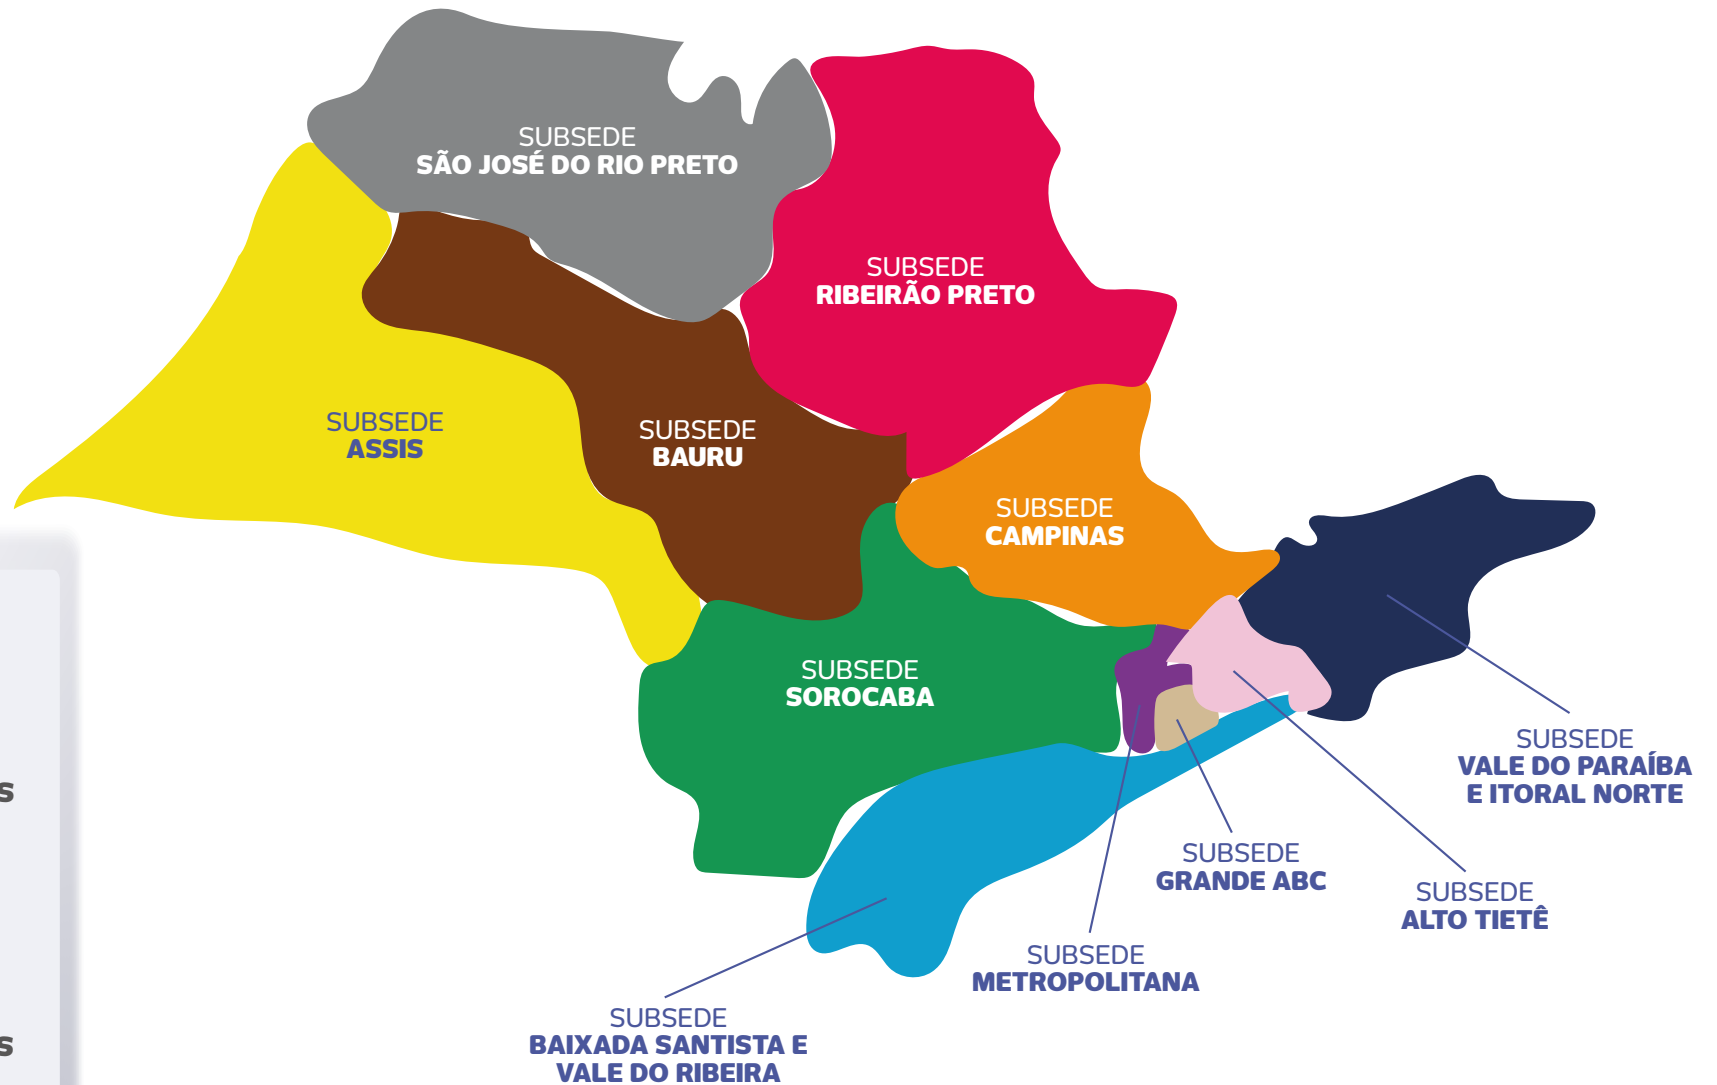 SUBSEDE
SÃO JOSÉ DO RIO PRETO
SUBSEDE
RIBEIRÃO PRETO
SUBSEDE
ASSIS
SUBSEDE
BAURU
SUBSEDE
CAMPINAS
SUBSEDE
SOROCABA
SUBSEDE
VALE DO PARAÍBA
E ITORAL NORTE
s
SUBSEDE
GRANDE ABC
SUBSEDE
ALTO TIETÊ
SUBSEDE
METROPOLITANA
SUBSEDE
BAIXADA SANTISTA E
VALE DO RIBEIRA
s